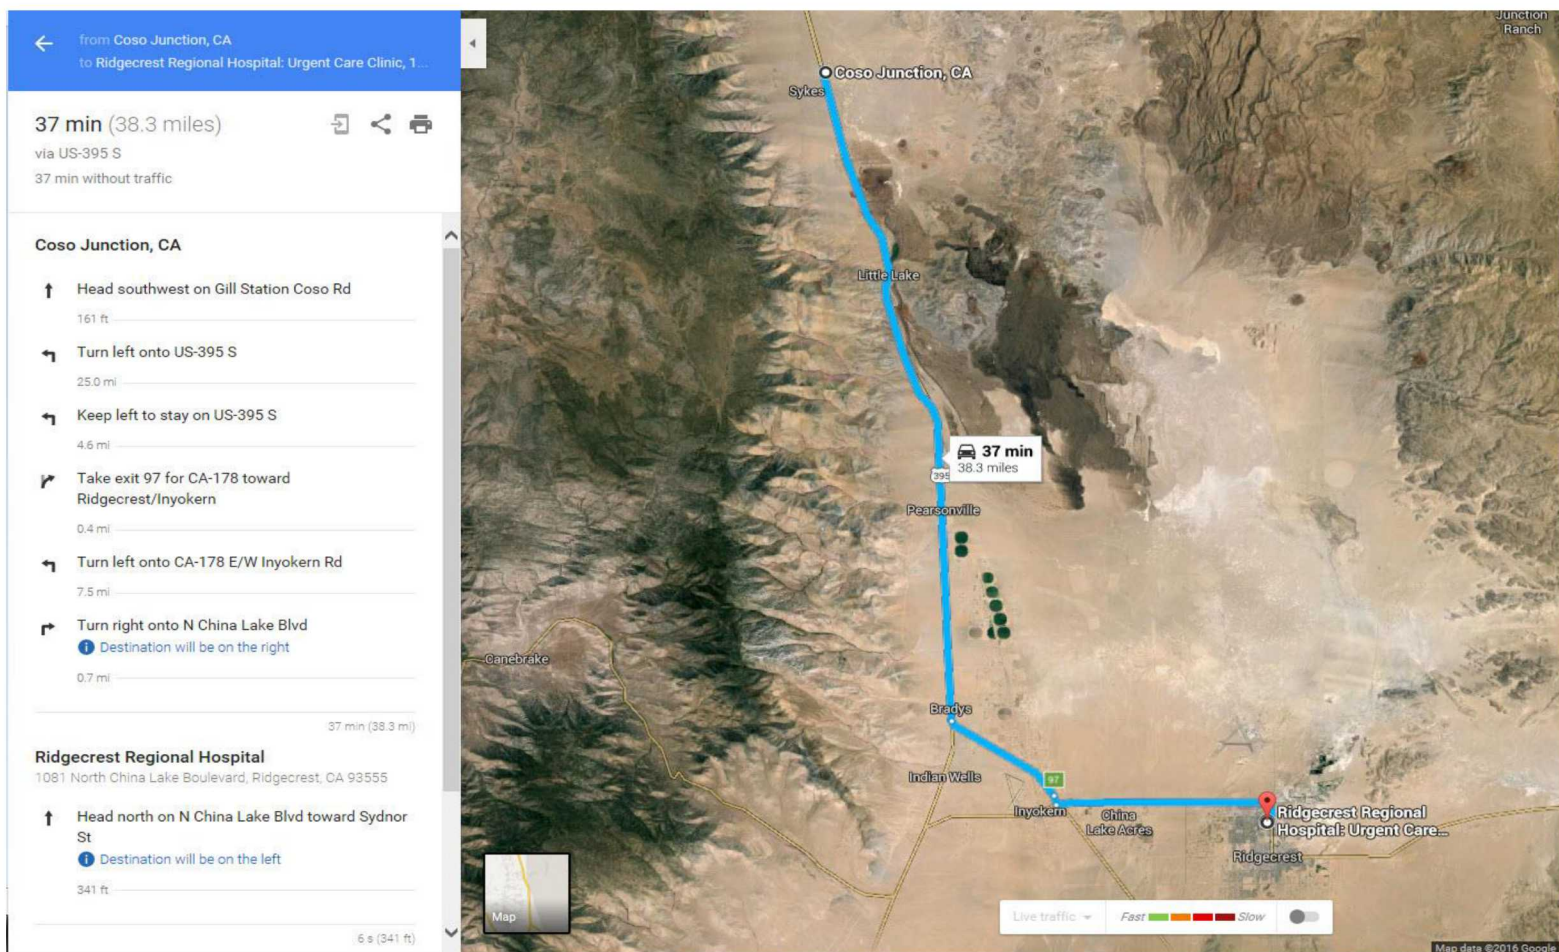 from Coso Junction, CA
to Ridgecrest Regional Hospital: Urgent Care Clinic, 1...
37 min (38.3 miles)
via US-395 S
37 min without traffic
Coso Junction, CA
Head southwest on Gill Station Coso Rd
161 ft
Turn left onto US-395 S
25.0 mi
Keep left to stay on US-395 S
4.6 mi
Take exit 97 for CA-178 toward
Ridgecrest/Inyokern
0.4 mi
Turn left onto CA-178 E/W Inyokern Rd
7.5 mi
Turn right onto N China Lake Blvd
Destination will be on the right
0.7 mi
37 min (38.3 mi)
Ridgecrest Regional Hospital
1081 North China Lake Boulevard, Ridgecrest, CA 93555
Head north on N China Lake Blvd toward Sydnor
St
Destination will be on the left
341 ft
6 s (341 ft)
Junction
Ranch
Coso Junction, CA
Sykes
Little Lake
37 min
38.3 miles
395
Pearsonville
Canebrake
Bradys
Indian Wells
97
Inyokern
China
Lake Acres
Ridgecrest Regional
Hospital: Urgent Care...
Ridgecrest
Map
Live traffic
Fast
Slow
Map data ©2016 Google